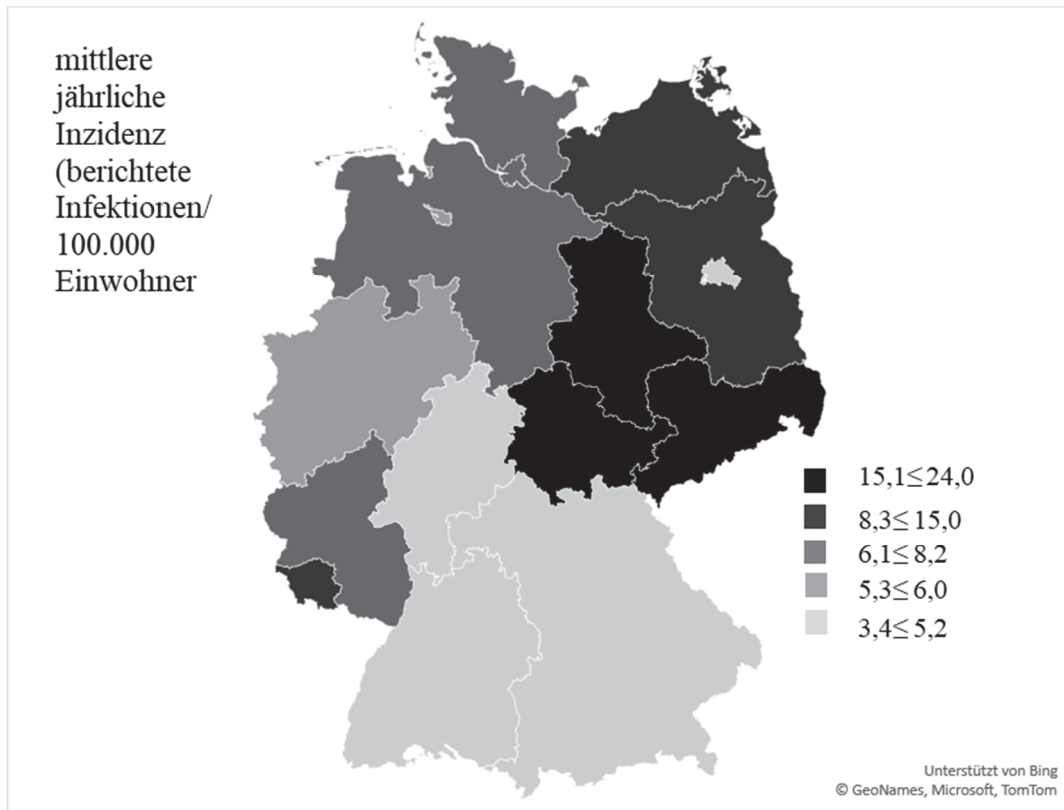 mittlere
jährliche
Inzidenz
(berichtete
Infektionen/
100.000
Einwohner
15,1≤24,0
8,3≤ 15,0
6,1≤ 8,2
5,3≤ 6,0
3,4≤ 5,2
Unterstützt von Bing
© GeoNames, Microsoft, TomTom